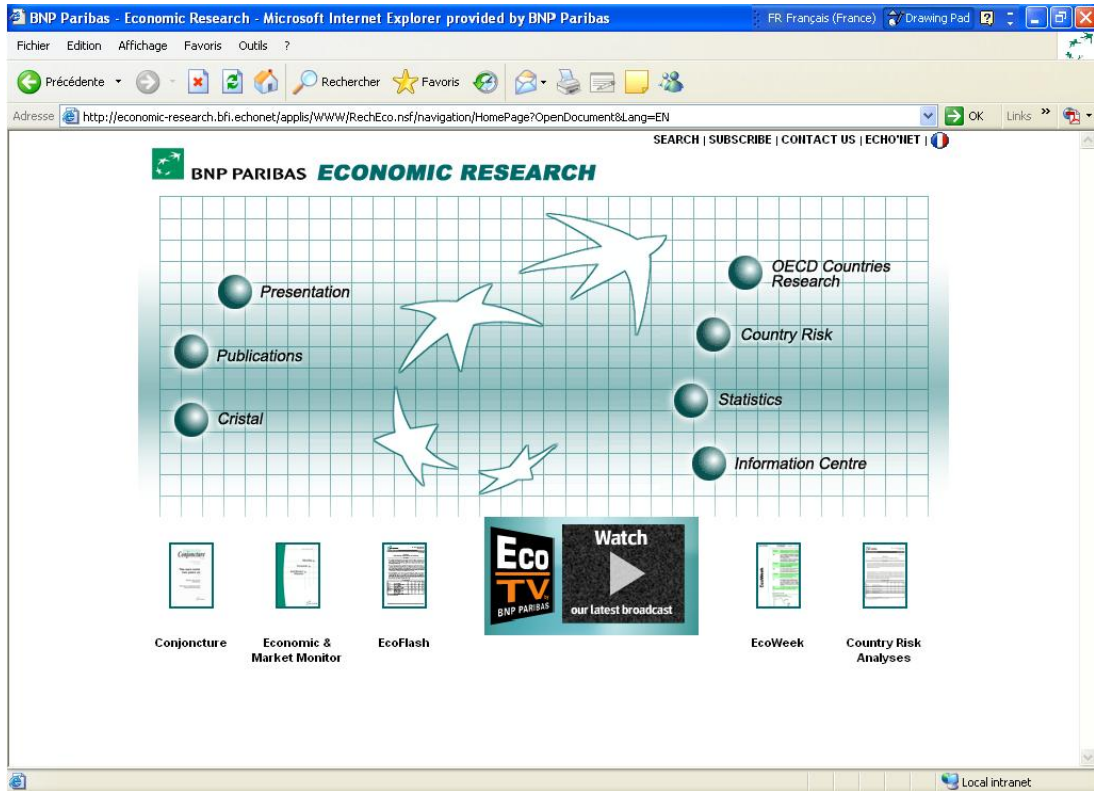 BNP Paribas - Economic Research - Microsoft Internet Explorer provided by BNP Paribas
FR Français (France) Drawing Pad
Fichier Edition Affichage Favoris Outils ?
Précédente Rechercher Favoris
Adresse http://economic-research.bfi.echonet/applis/WWW/RechEco.nsf/navigation/HomePage?OpenDocument&Lang=EN OK Links »
SEARCH | SUBSCRIBE | CONTACT US | ECHO'NET |
BNP PARIBAS ECONOMIC RESEARCH
Presentation
Publications
Cristal
OECD Countries
Research
Country Risk
Statistics
Information Centre
Conjoncture
EcoTV
by
BNP PARIBAS
Watch
our latest broadcast
EcoWeek
Conjoncture
Economic &
Market Monitor
EcoFlash
EcoWeek
Country Risk
Analyses
Local intranet